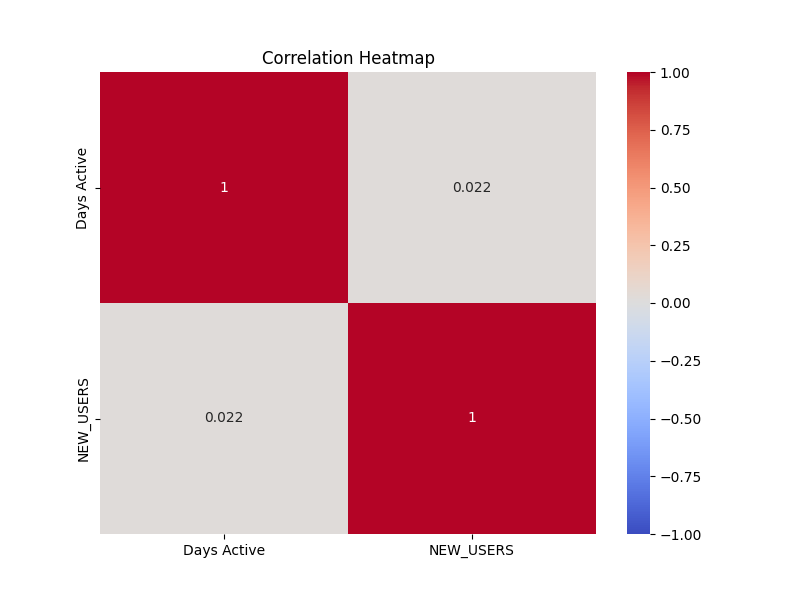 Correlation Heatmap
Days Active
1
0.022
NEW_USERS
0.022
1
Days Active
NEW_USERS
1.00
0.75
0.50
0.25
0.00
−0.25
−0.50
−0.75
−1.00